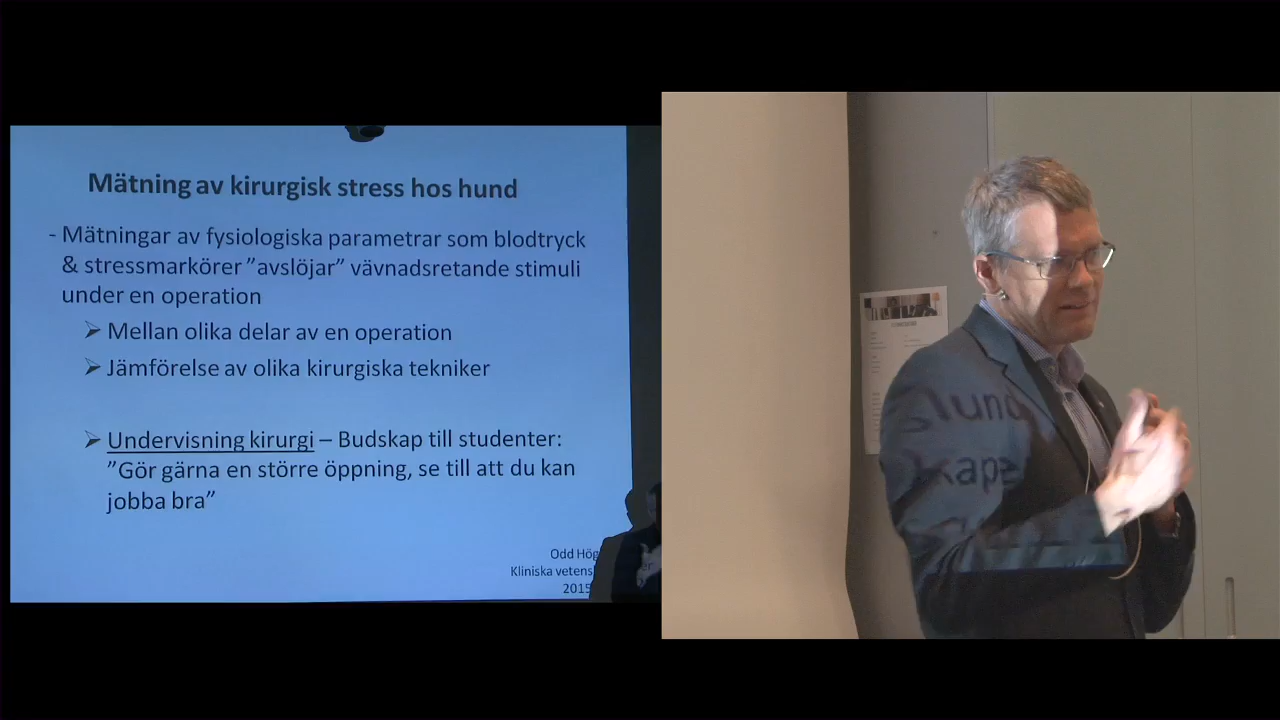 Mätning av kirurgisk stress hos hund
- Mätningar av fysiologiska parametrar som blodtryck
& stressmarkörer ”avslöjar” vävnadsretande stimuli
under en operation
➢ Mellan olika delar av en operation
➢ Jämförelse av olika kirurgiska tekniker
➢ Undervisning kirurgi – Budskap till studenter:
”Gör gärna en större öppning, se till att du kan
jobba bra”
Odd Hög
Kliniska vetens
2015
slund
kape